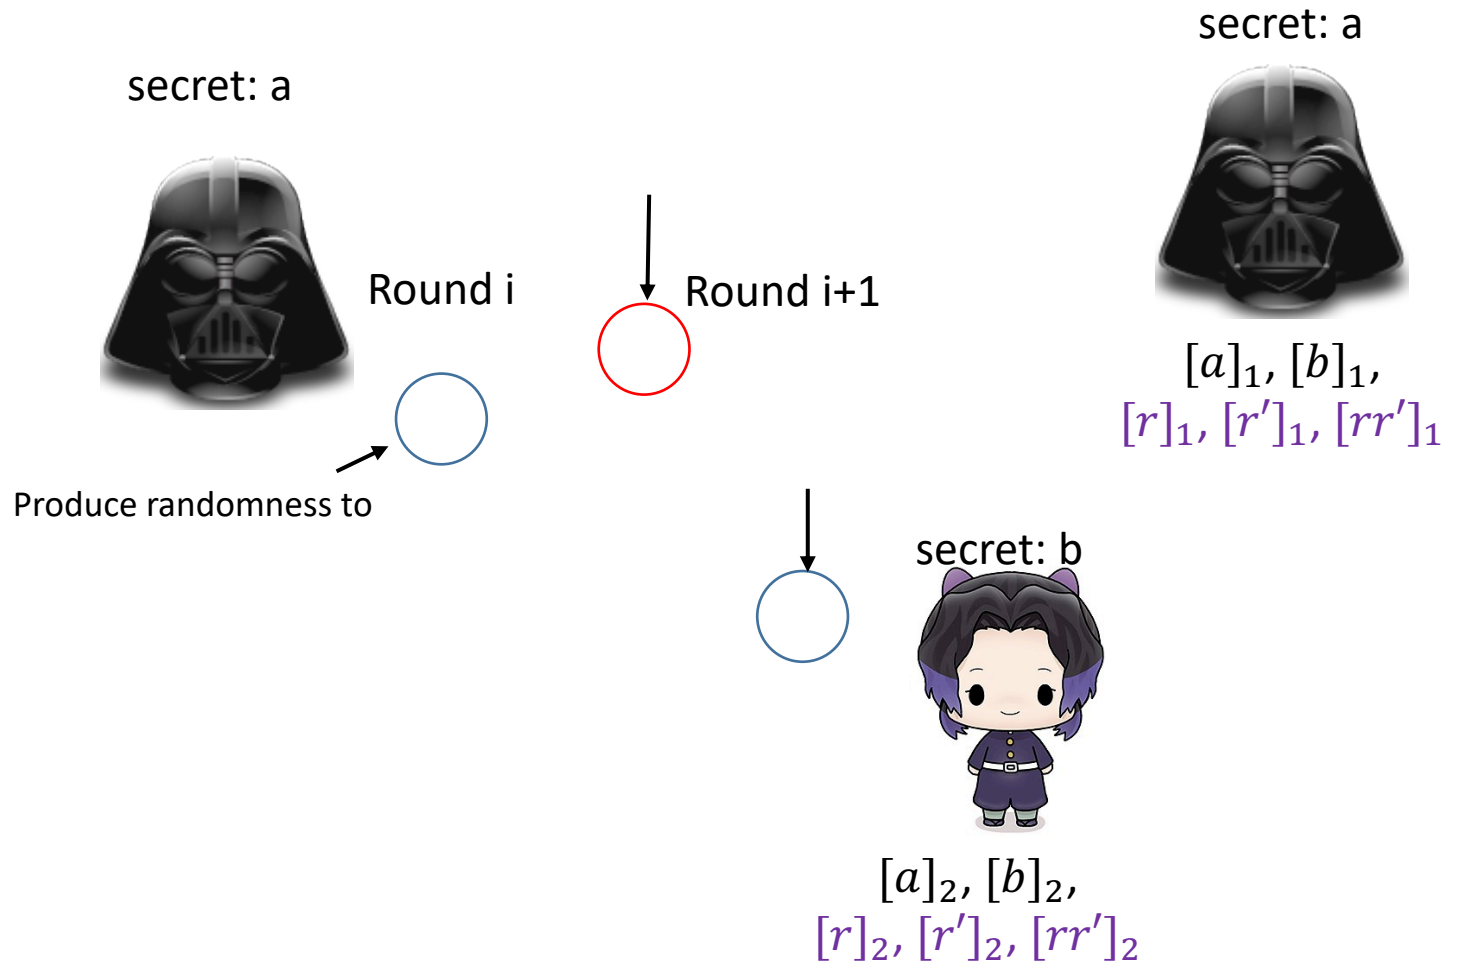 secret: a
secret: a
Round i
Round i+1
[a]₁, [b]₁,
[r]₁, [r′]₁, [rr′]₁
Produce randomness to
secret: b
[a]₂, [b]₂,
[r]₂, [r′]₂, [rr′]₂